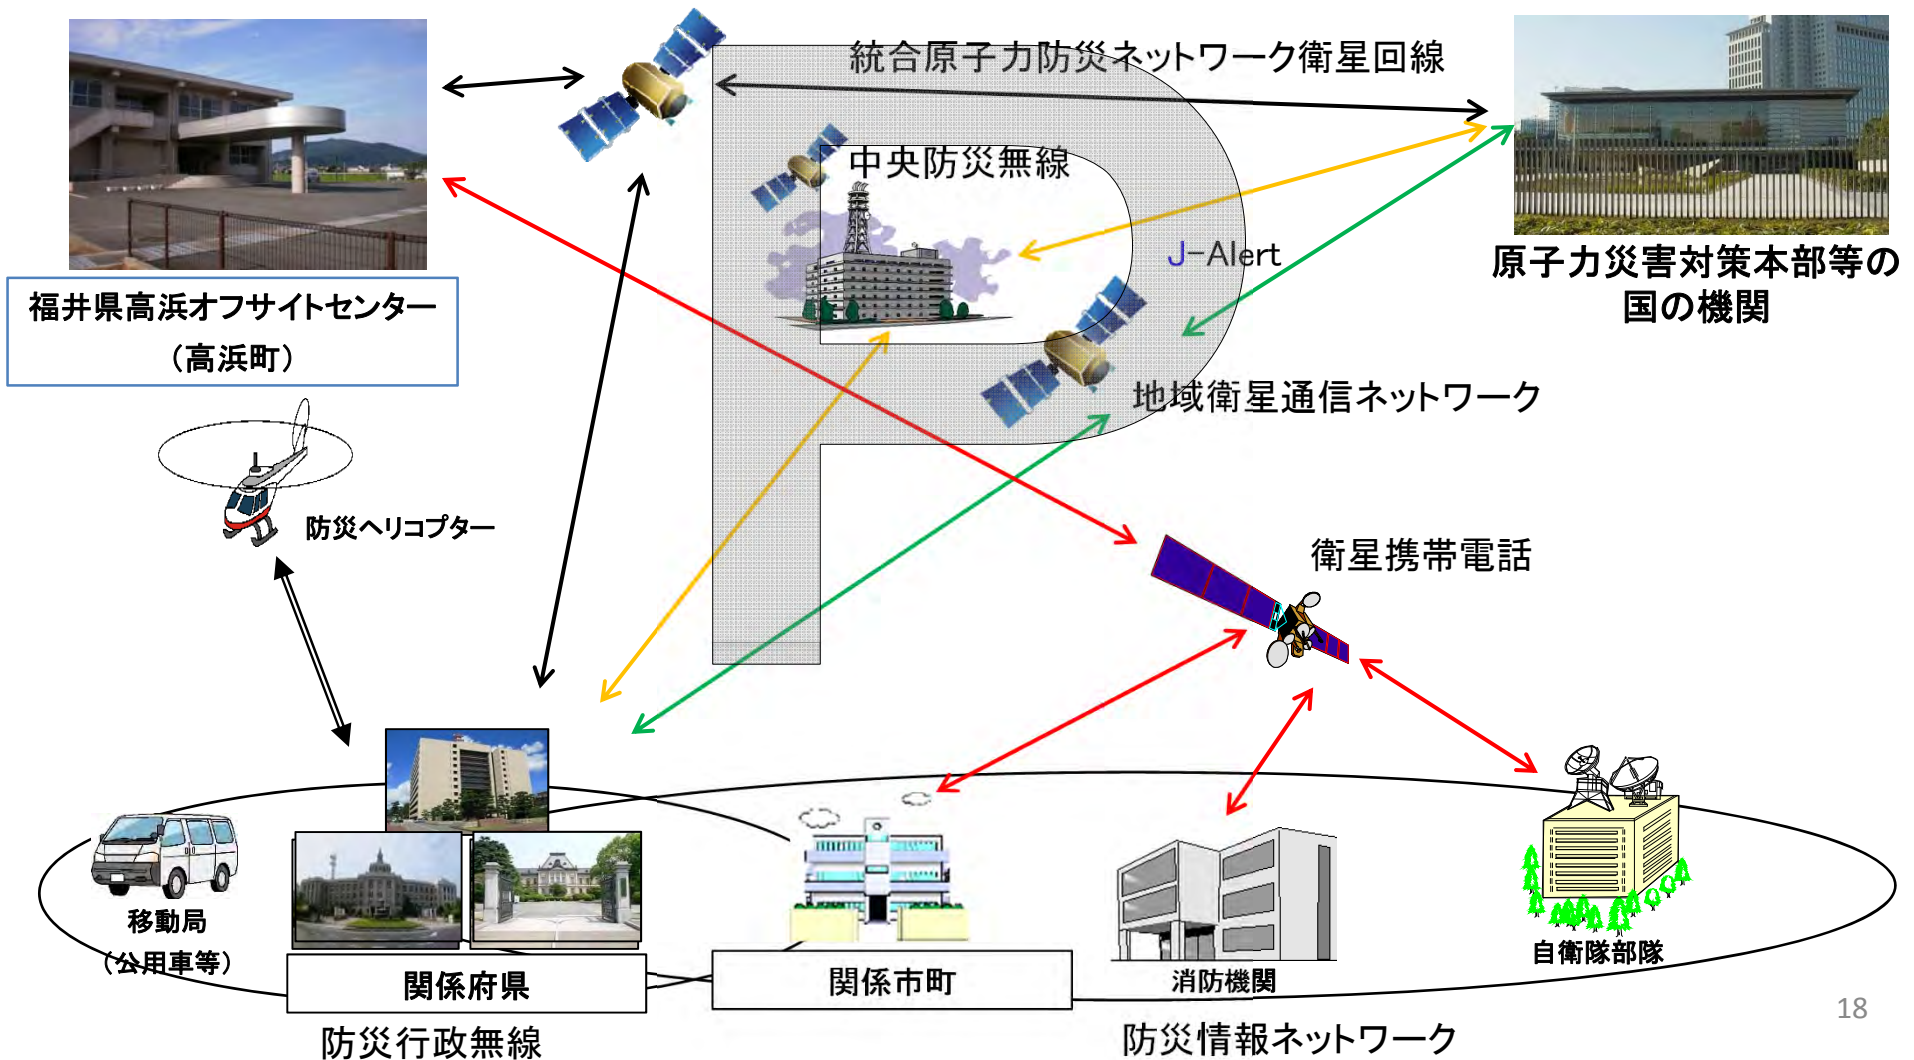 統合原子力防災ネットワーク衛星回線
中央防災無線
J-Alert
原子力災害対策本部等の
国の機関
福井県高浜オフサイトセンター
（高浜町）
地域衛星通信ネットワーク
防災ヘリコプター
衛星携帯電話
移動局
（公用車等）
関係府県
関係市町
消防機関
自衛隊部隊
防災行政無線
防災情報ネットワーク
18
P